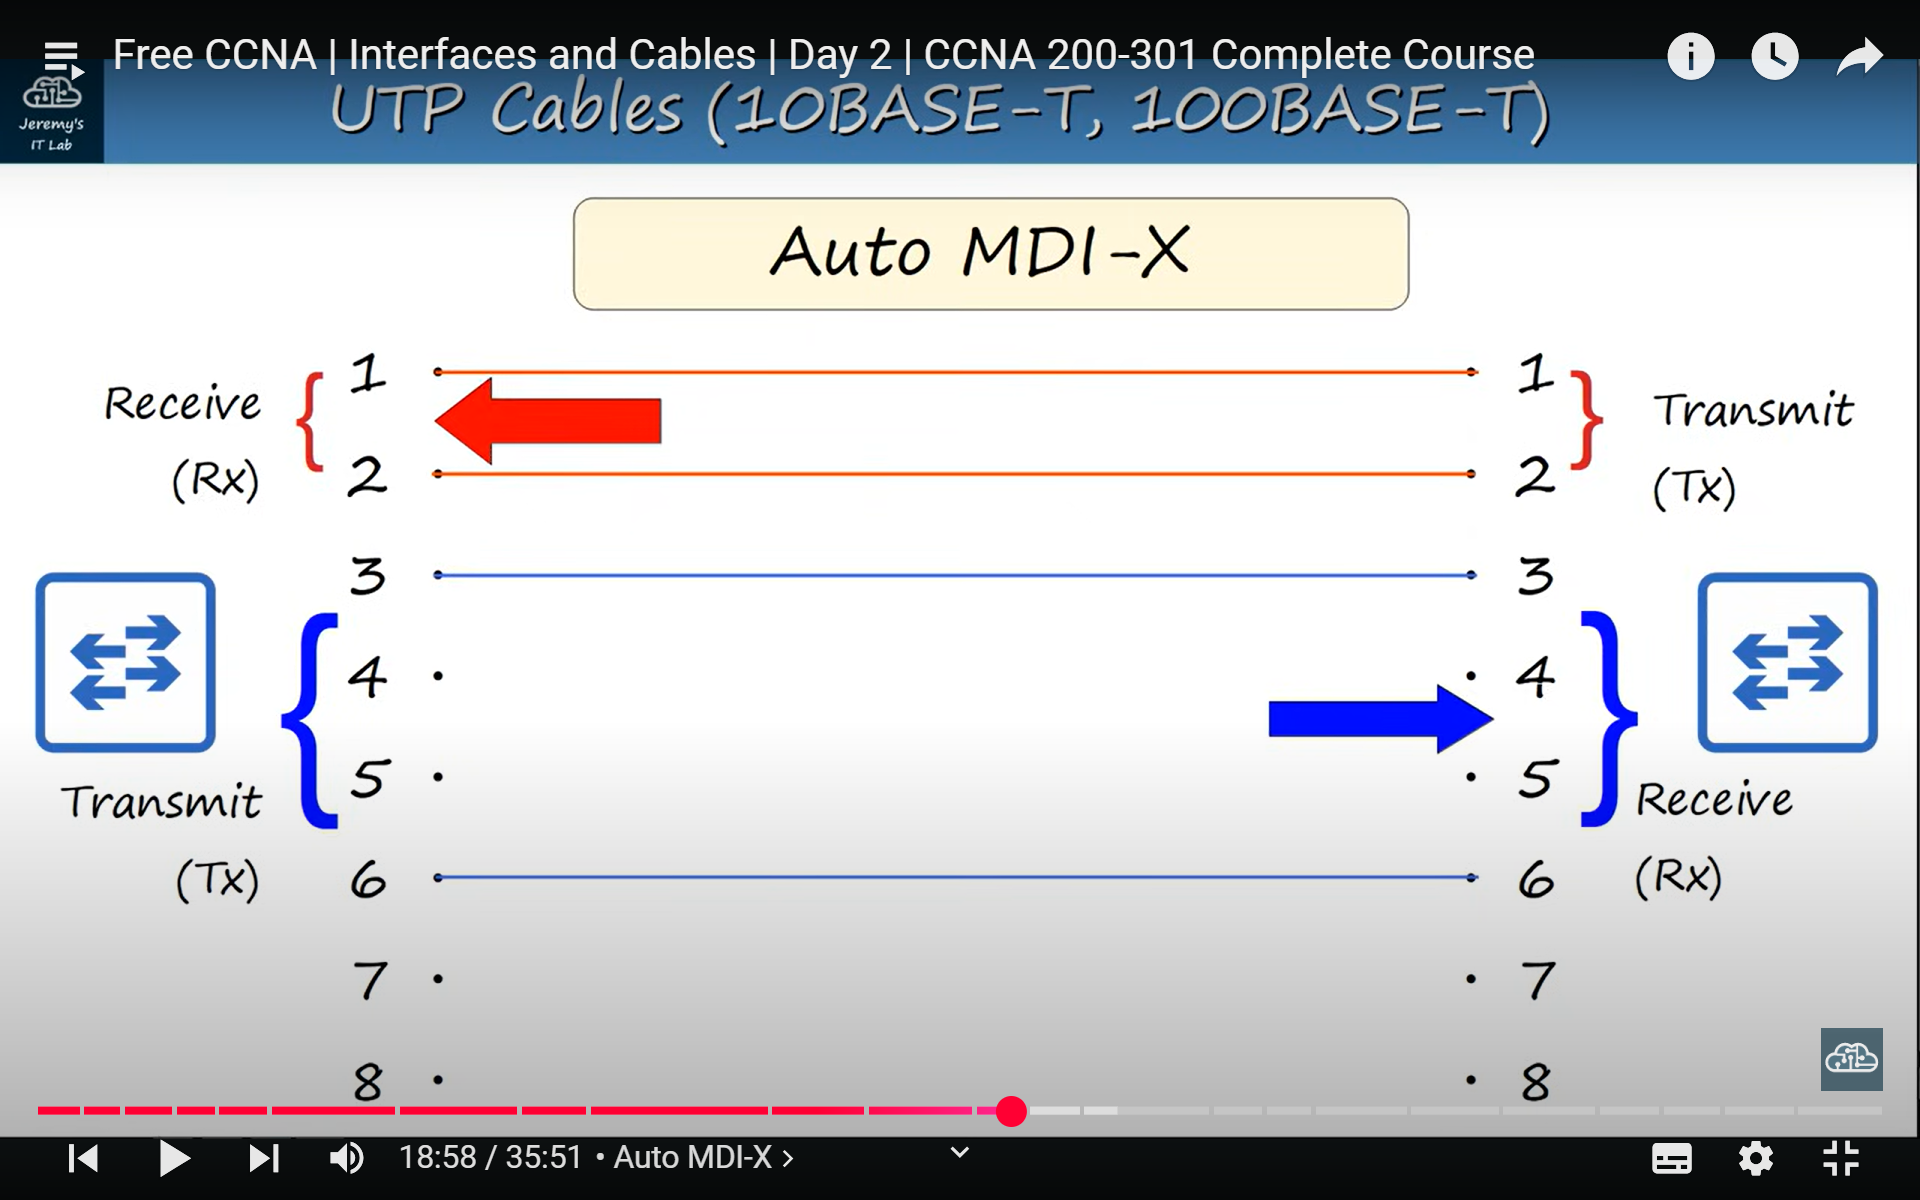 Free CCNA | Interfaces and Cables | Day 2 | CCNA 200-301 Complete Course
Jeremy's
IT Lab
UTP Cables (10BASE-T, 100BASE-T)
Auto MDI-X
Receive
(Rx)
1
1
Transmit
(Tx)
2
2
3
3
4
4
5
5
Transmit
(Tx)
Receive
(Rx)
6
6
7
7
8
8
18:58 / 35:51 • Auto MDI-X >